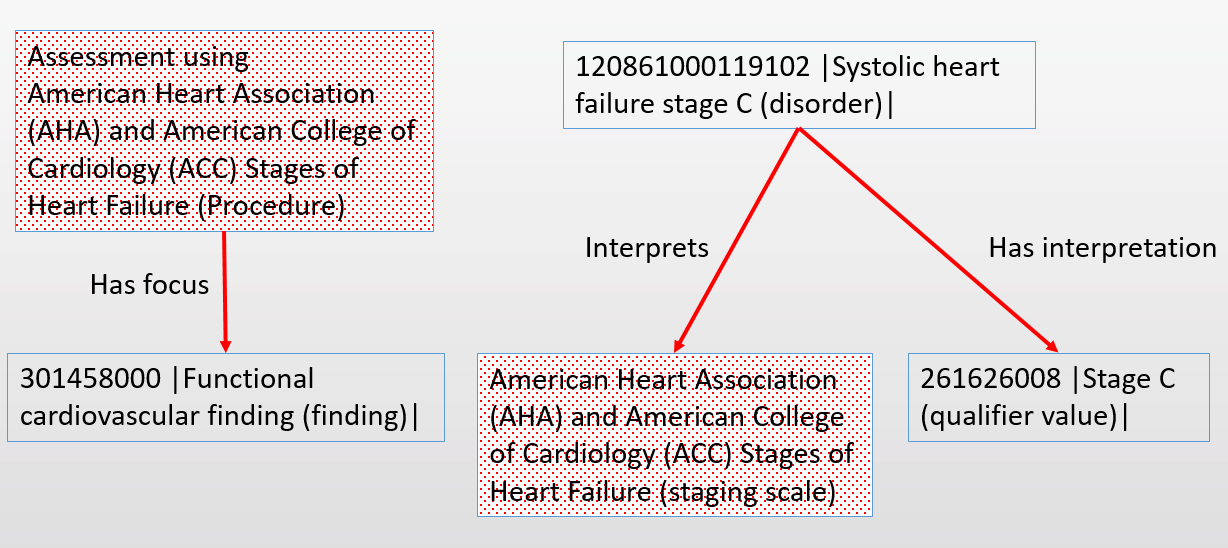 Assessment using
American Heart Association
(AHA) and American College of
Cardiology (ACC) Stages of
Heart Failure (Procedure)
Has focus
301458000 |Functional
cardiovascular finding (finding)|
120861000119102 |Systolic heart
failure stage C (disorder)|
Interprets
Has interpretation
American Heart Association
(AHA) and American College
of Cardiology (ACC) Stages of
Heart Failure (staging scale)
261626008 |Stage C
(qualifier value)|